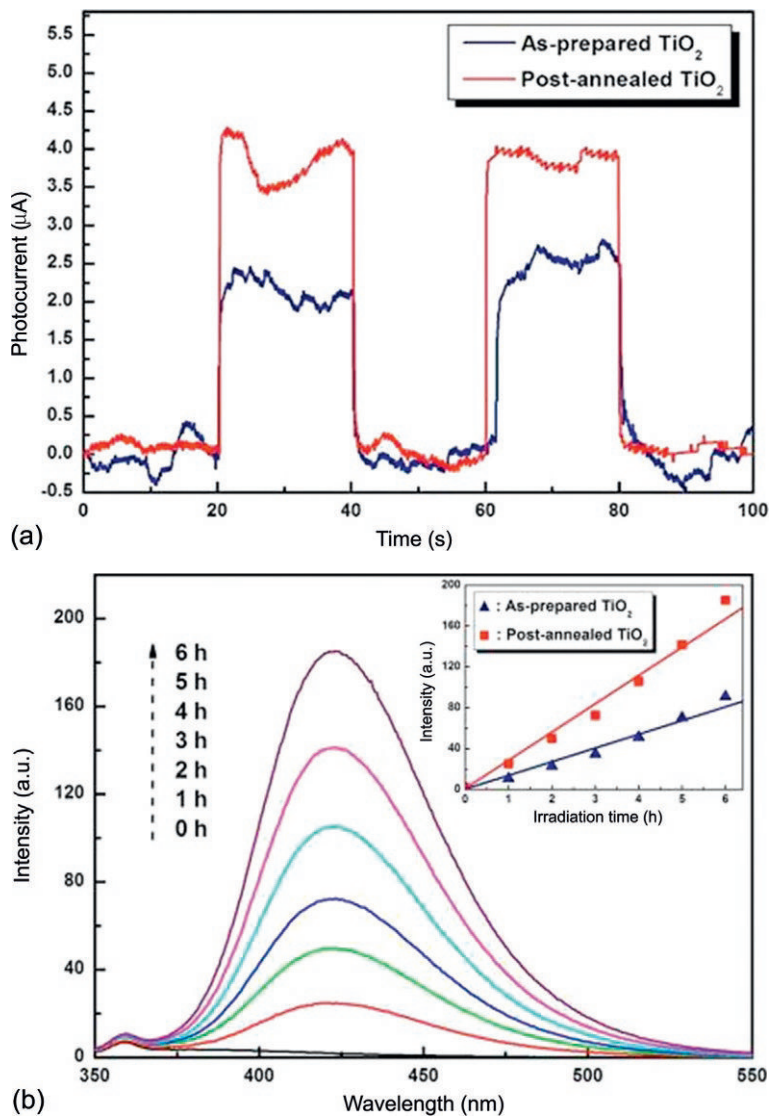 5.5
5.0
4.5
4.0
3.5
3.0
2.5
2.0
1.5
1.0
0.5
0.0
-0.5
Photocurrent (μA)
As-prepared TiO₂
Post-annealed TiO₂
0 20 40 60 80 100
Time (s)
(a)
200
160
120
80
40
0
Intensity (a.u.)
6 h
5 h
4 h
3 h
2 h
1 h
0 h
200
160
120
80
40
0
Intensity (a.u.)
: As-prepared TiO₂
: Post-annealed TiO₂
0 1 2 3 4 5 6
Irradiation time (h)
350 400 450 500 550
Wavelength (nm)
(b)